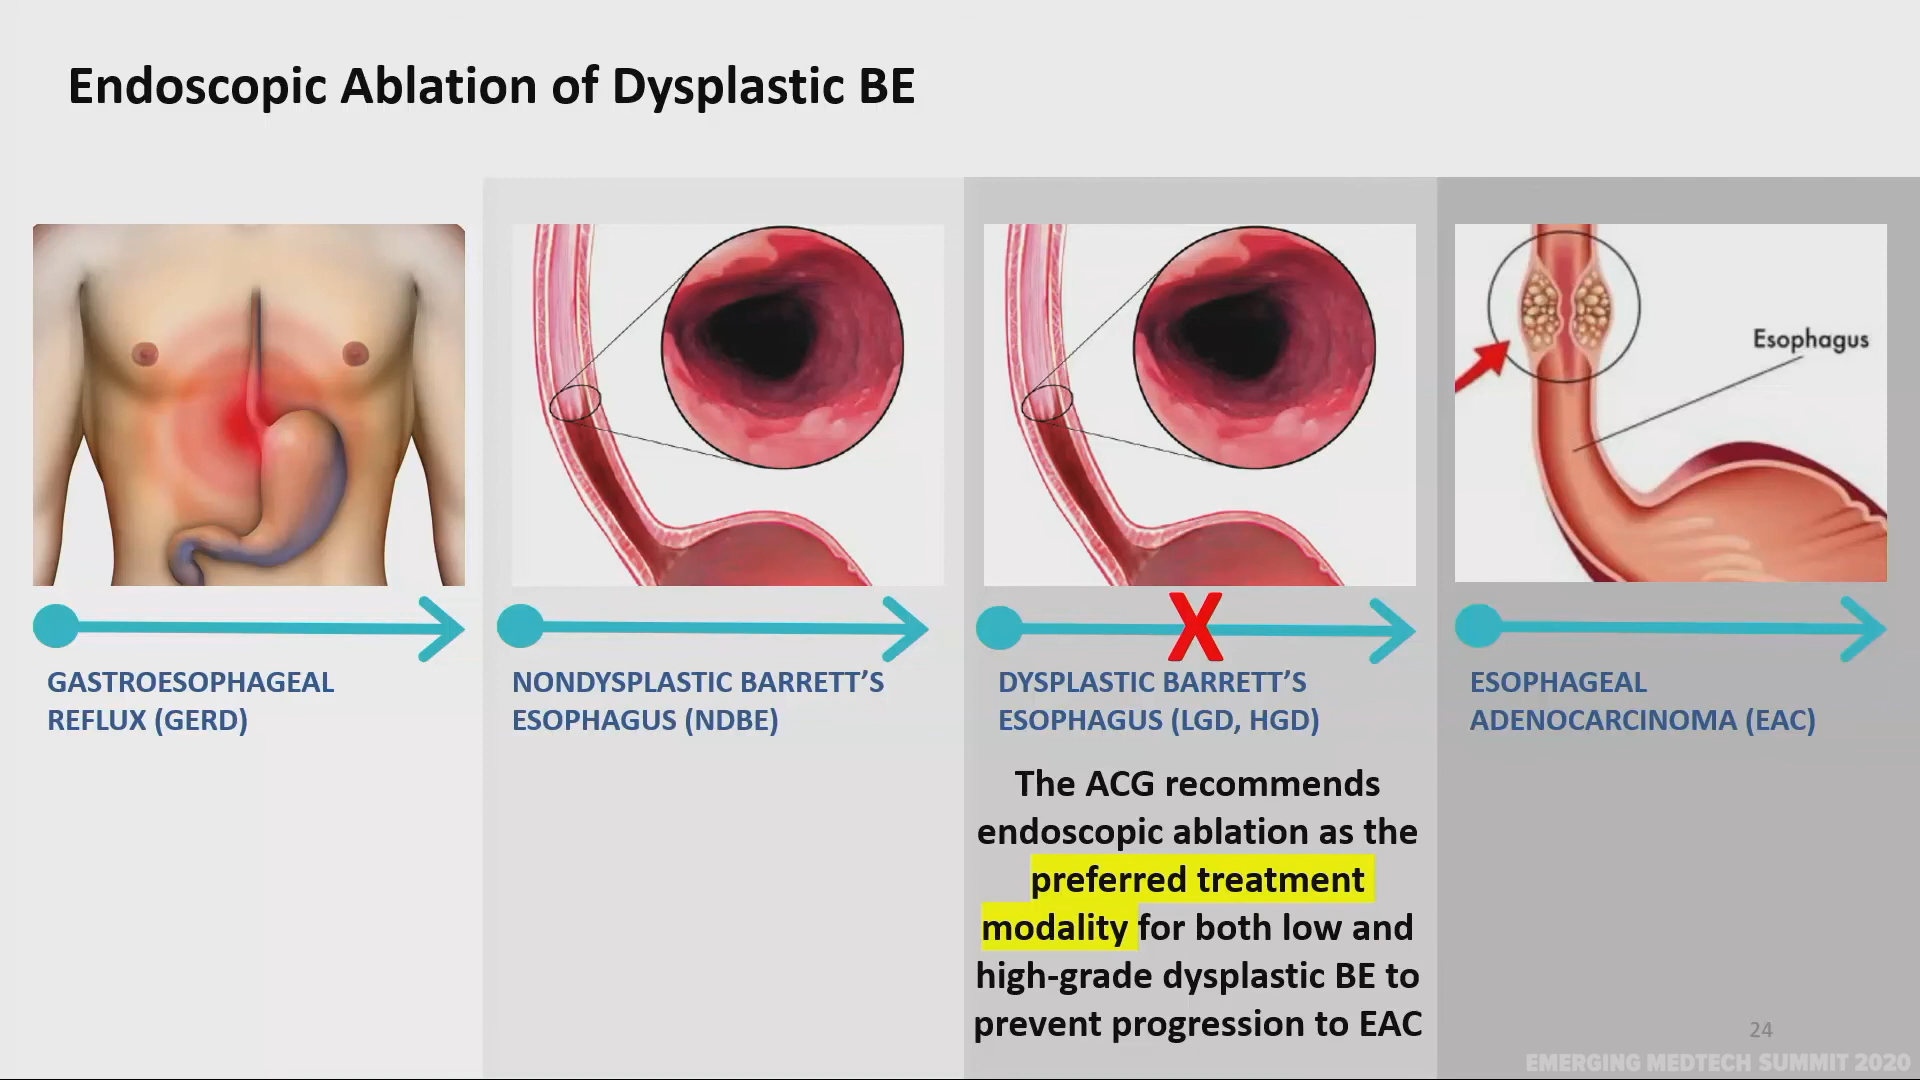 Endoscopic Ablation of Dysplastic BE
Esophagus
GASTROESOPHAGEAL
REFLUX (GERD)
NONDYSPLASTIC BARRETT’S
ESOPHAGUS (NDBE)
X
DYSPLASTIC BARRETT’S
ESOPHAGUS (LGD, HGD)
The ACG recommends
endoscopic ablation as the
preferred treatment
modality for both low and
high-grade dysplastic BE to
prevent progression to EAC
ESOPHAGEAL
ADENOCARCINOMA (EAC)
24
EMERGING MEDTECH SUMMIT 2020